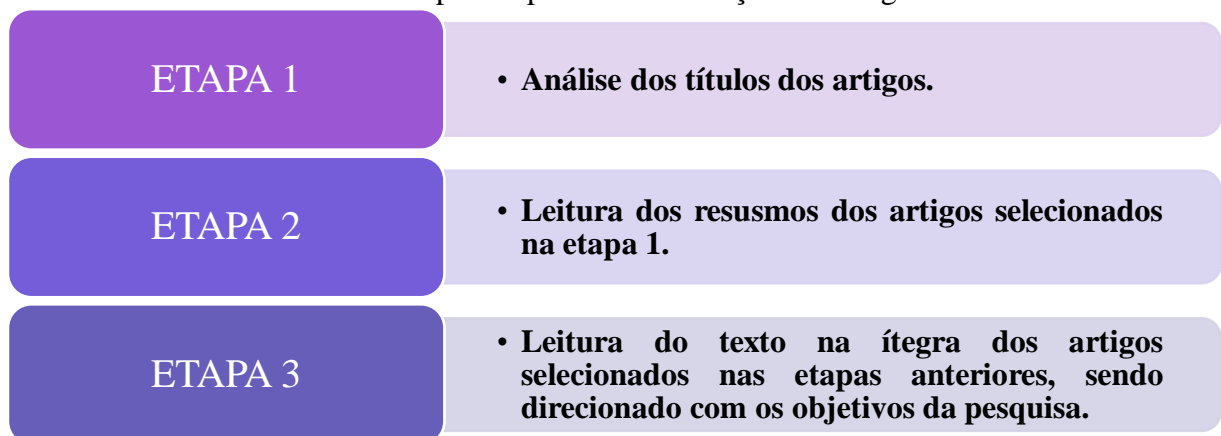 ETAPA 1
• Análise dos títulos dos artigos.
ETAPA 2
• Leitura dos resusmos dos artigos selecionados
na etapa 1.
ETAPA 3
• Leitura do texto na ítegra dos artigos
selecionados nas etapas anteriores, sendo
direcionado com os objetivos da pesquisa.